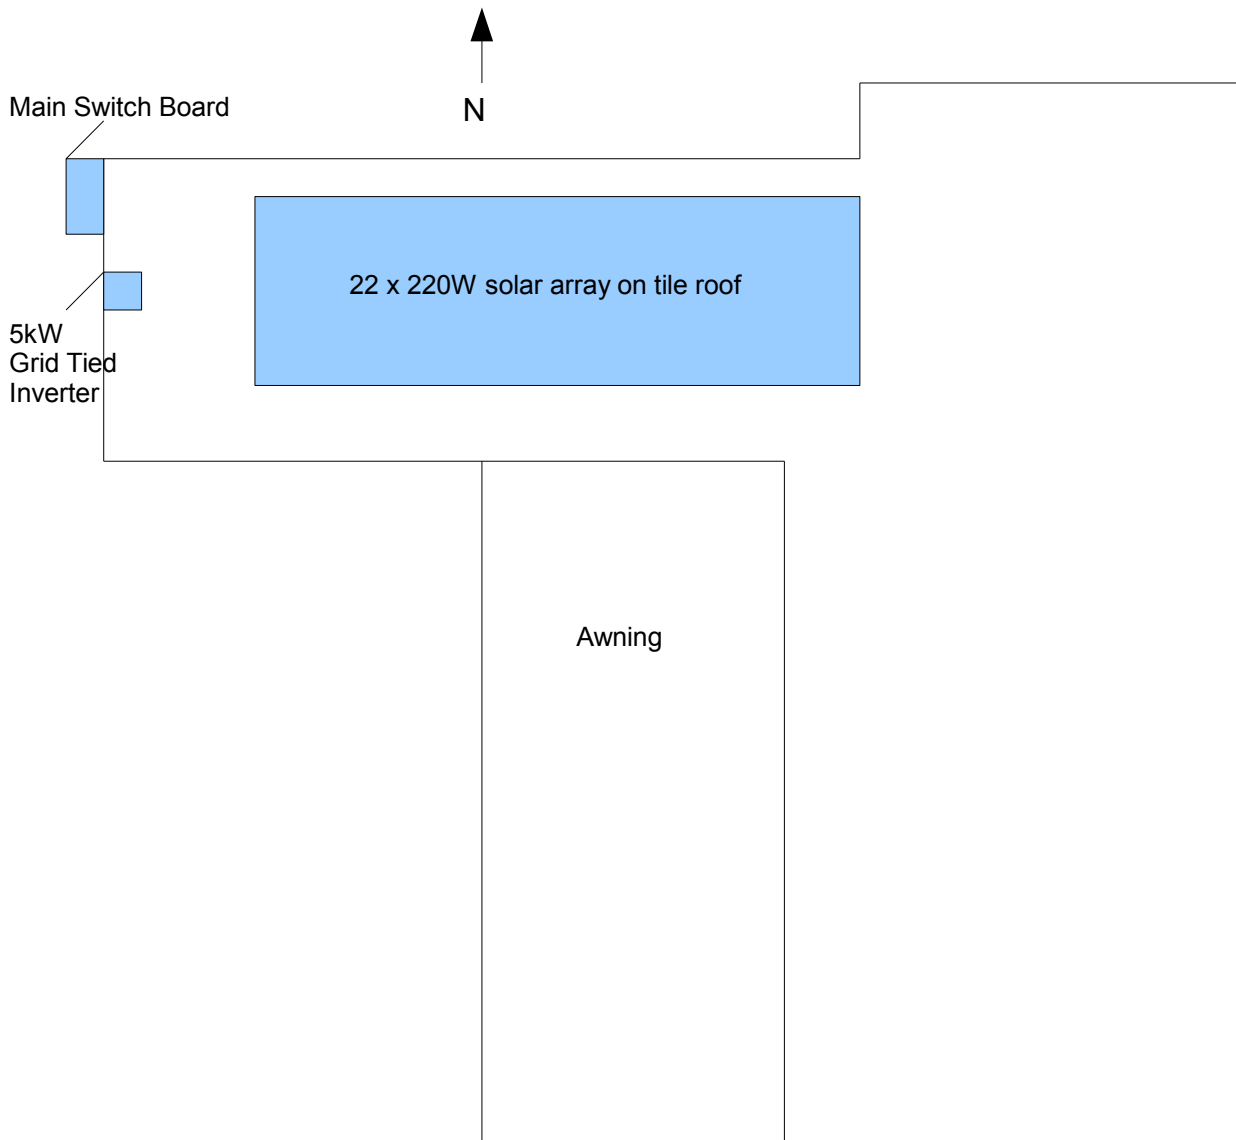 N
Main Switch Board
22 x 220W solar array on tile roof
5kW
Grid Tied
Inverter
Awning